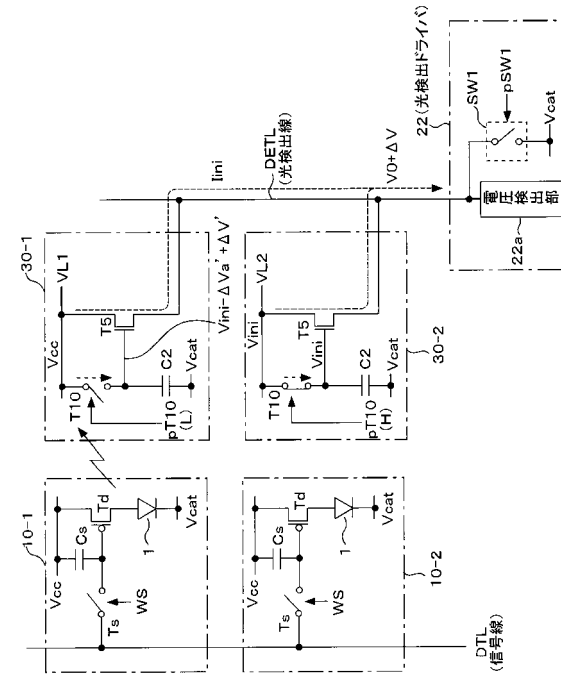 30-1
VL1
Vcc
T10
T5
C2
Vcat
pT10
(L)
Iini
Vini-ΔVa'+ΔV'
DETL
(光検出線)
V0+ΔV
22(光検出ドライバ)
SW1
pSW1
Vcat
電圧検出部
22a
VL2
Vini
T10
T5
Vini
C2
Vcat
pT10
(H)
30-2
10-1
Vcc
Cs
Td
Ts
WS
1
Vcat
10-2
Vcc
Cs
Td
Ts
WS
1
Vcat
DTL
(信号線)